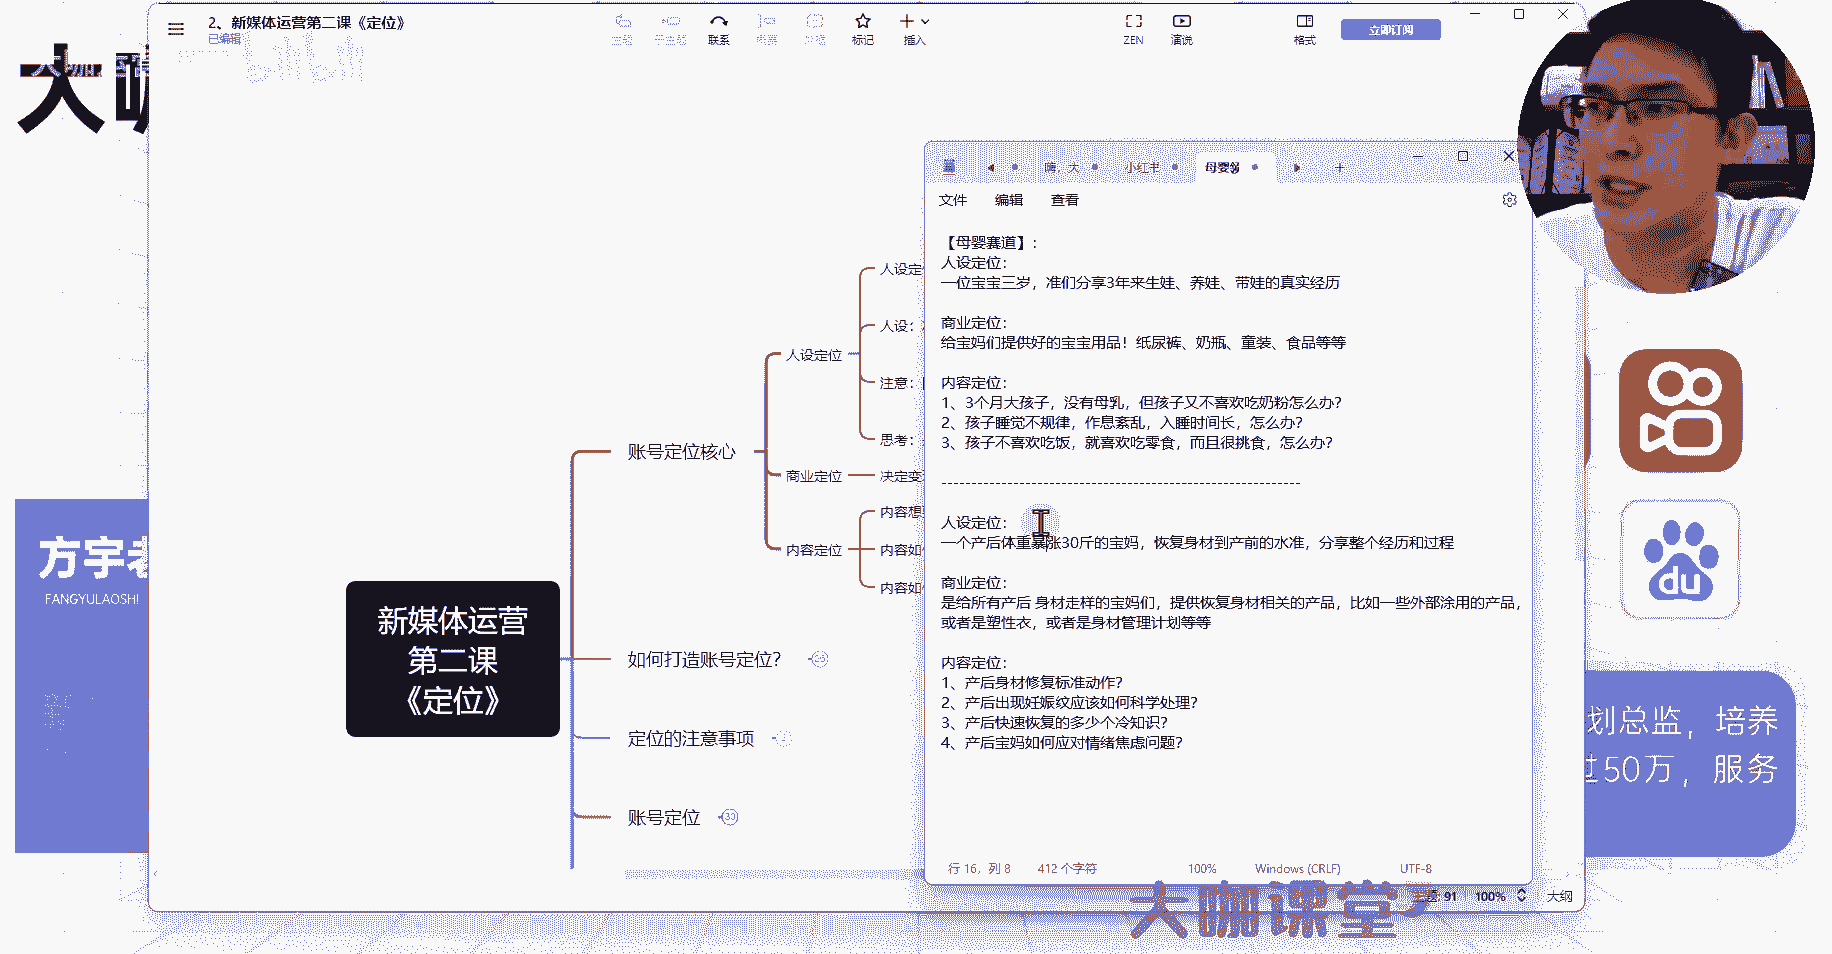 2、新媒体运营第二课《定位》
已编辑
联系
标记
插入
ZEN
演说
格式
立即订阅
bilibili
大咖
方宇老
FANGYULAOSHI
新媒体运营
第二课
《定位》
账号定位核心
人设定位
人设定
人设：
注意：
思考：
商业定位
决定变
内容定位
内容想
内容如
内容如
如何打造账号定位？
定位的注意事项
账号定位
33
嗨，大
小红书
母婴
文件
编辑
查看
【母婴赛道】：
人设定位：
一位宝宝三岁，准们分享3年来生娃、养娃、带娃的真实经历
商业定位：
给宝妈们提供好的宝宝用品！纸尿裤、奶瓶、童装、食品等等
内容定位：
1、3个月大孩子，没有母乳，但孩子又不喜欢吃奶粉怎么办？
2、孩子睡觉不规律，作息紊乱，入睡时间长，怎么办？
3、孩子不喜欢吃饭，就喜欢吃零食，而且很挑食，怎么办？
------------------------------------------------------------
人设定位：
一个产后体重暴涨30斤的宝妈，恢复身材到产前的水准，分享整个经历和过程
商业定位：
是给所有产后 身材走样的宝妈们，提供恢复身材相关的产品，比如一些外部涂用的产品，
或者是塑性衣，或者是身材管理计划等等
内容定位：
1、产后身材修复标准动作？
2、产后出现妊娠纹应该如何科学处理？
3、产后快速恢复的多少个冷知识？
4、产后宝妈如何应对情绪焦虑问题？
行 16，列 8
412 个字符
100%
Windows (CRLF)
UTF-8
主题: 91
100%
大纲
du
划总监，培养
过50万，服务
大咖课堂